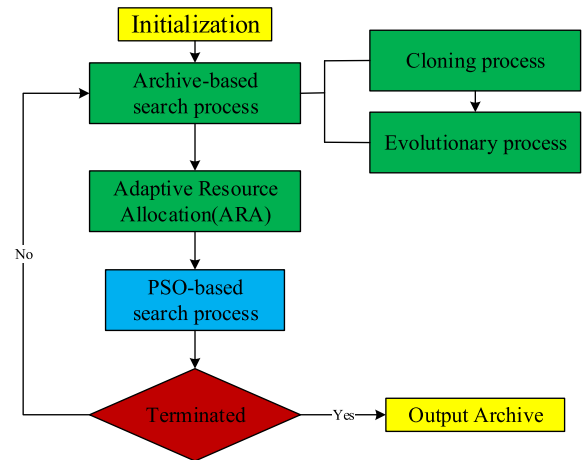 Initialization
Archive-based
search process
Cloning process
Evolutionary process
Adaptive Resource
Allocation(ARA)
No
PSO-based
search process
Terminated
Yes
Output Archive